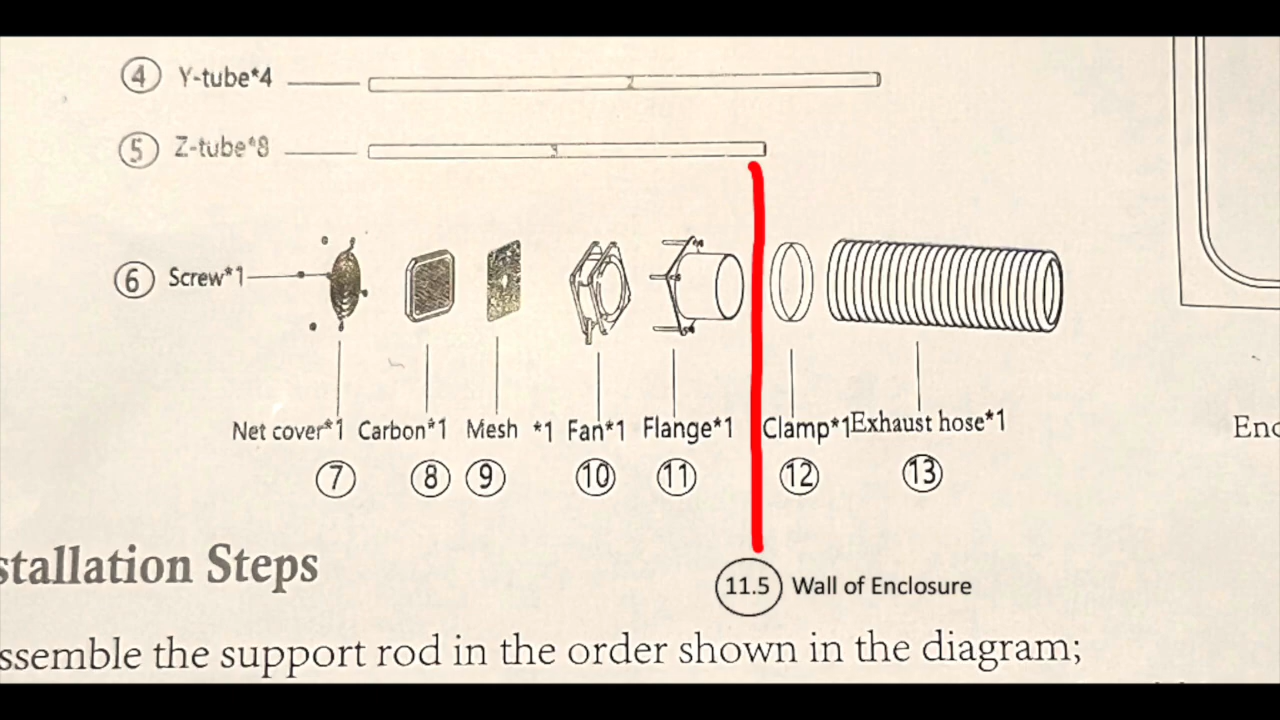 ④ Y-tube*4
⑤ Z-tube*8
⑥ Screw*1
Net cover*1 Carbon*1 Mesh *1 Fan*1 Flange*1 Clamp*1 Exhaust hose*1
⑦ ⑧ ⑨ ⑩ ⑪ ⑫ ⑬
Enc
stallation Steps
11.5 Wall of Enclosure
ssemble the support rod in the order shown in the diagram;